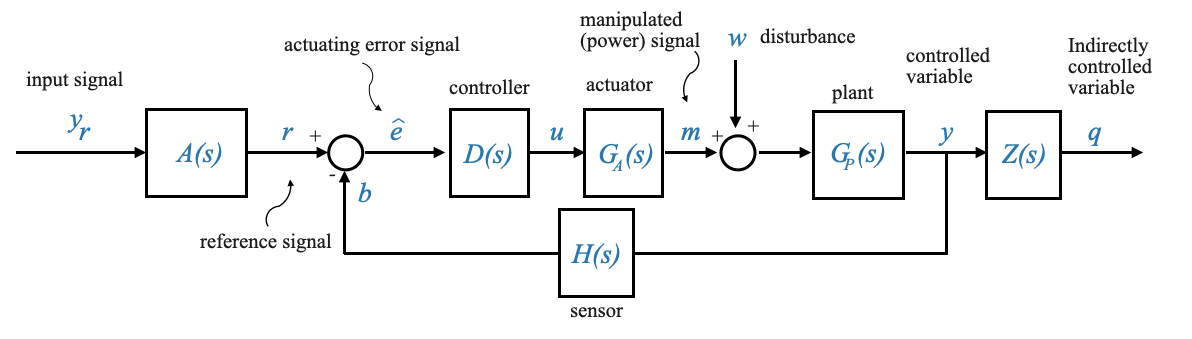 manipulated
(power) signal
w disturbance
actuating error signal
controlled
variable
Indirectly
controlled
variable
input signal
controller
actuator
plant
y_r
A(s)
r
+
-
ê
D(s)
u
G_A(s)
m
+
+
G_P(s)
y
Z(s)
q
b
reference signal
H(s)
sensor